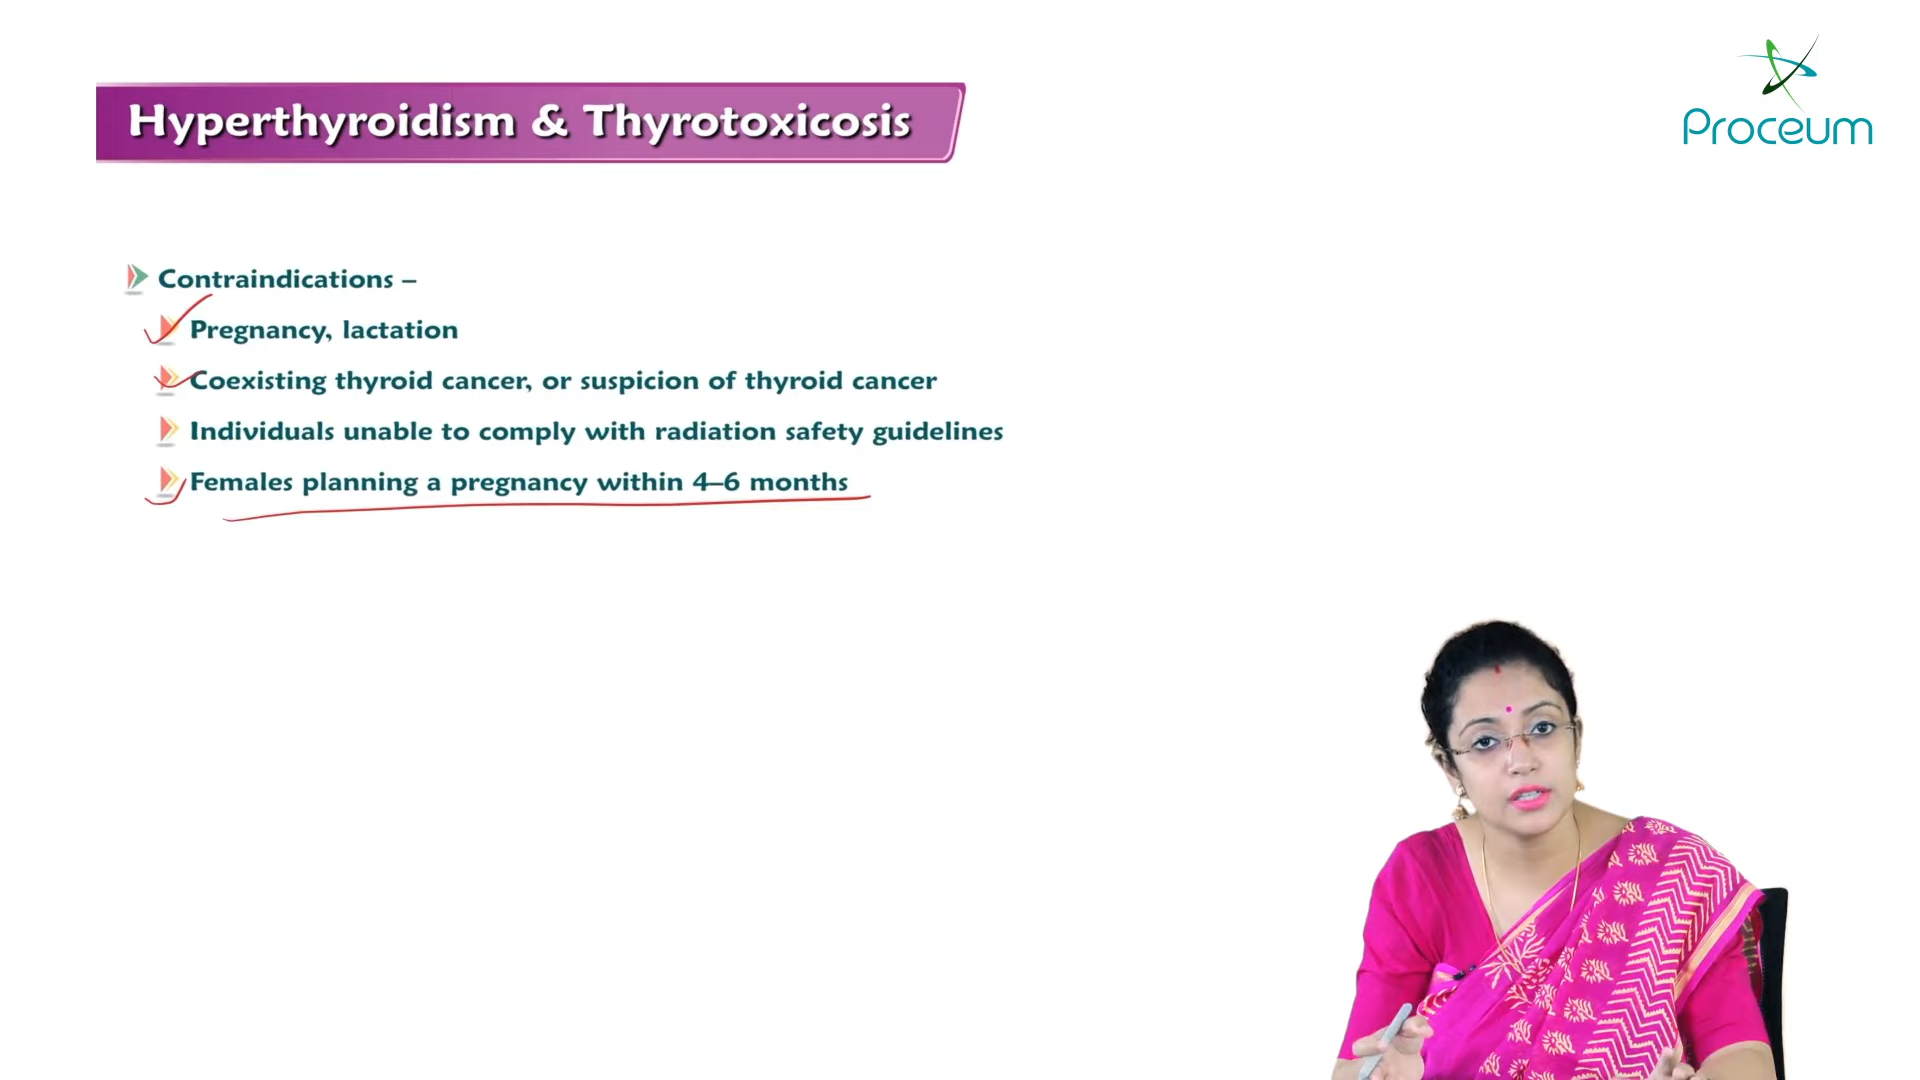 Proceum
Hyperthyroidism & Thyrotoxicosis
Contraindications –
Pregnancy, lactation
Coexisting thyroid cancer, or suspicion of thyroid cancer
Individuals unable to comply with radiation safety guidelines
Females planning a pregnancy within 4–6 months